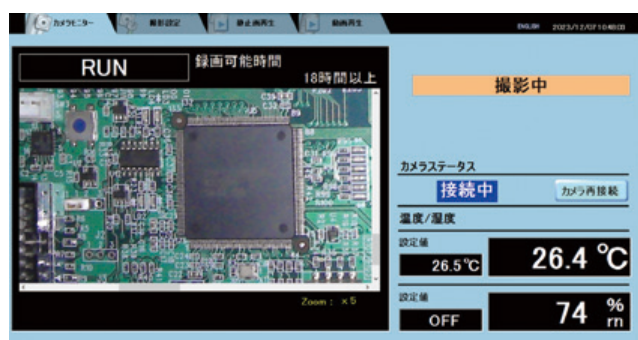 カメラモニター 撮影設定 静止画再生 動画再生 ENGLISH
RUN
録画可能時間
18時間以上
撮影中
カメラステータス
接続中
カメラ再接続
温度/湿度
設定値
26.5℃
26.4 ℃
設定値
OFF
74 %
rh
Zoom : ×5